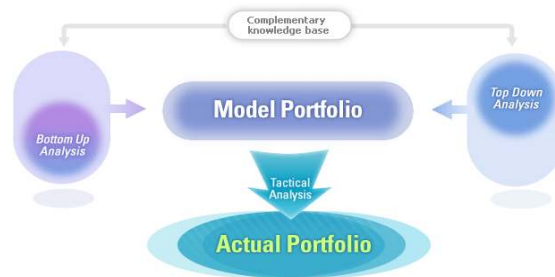 Complementary
knowledge base
Bottom Up
Analysis
Model Portfolio
Top Down
Analysis
Tactical
Analysis
Actual Portfolio